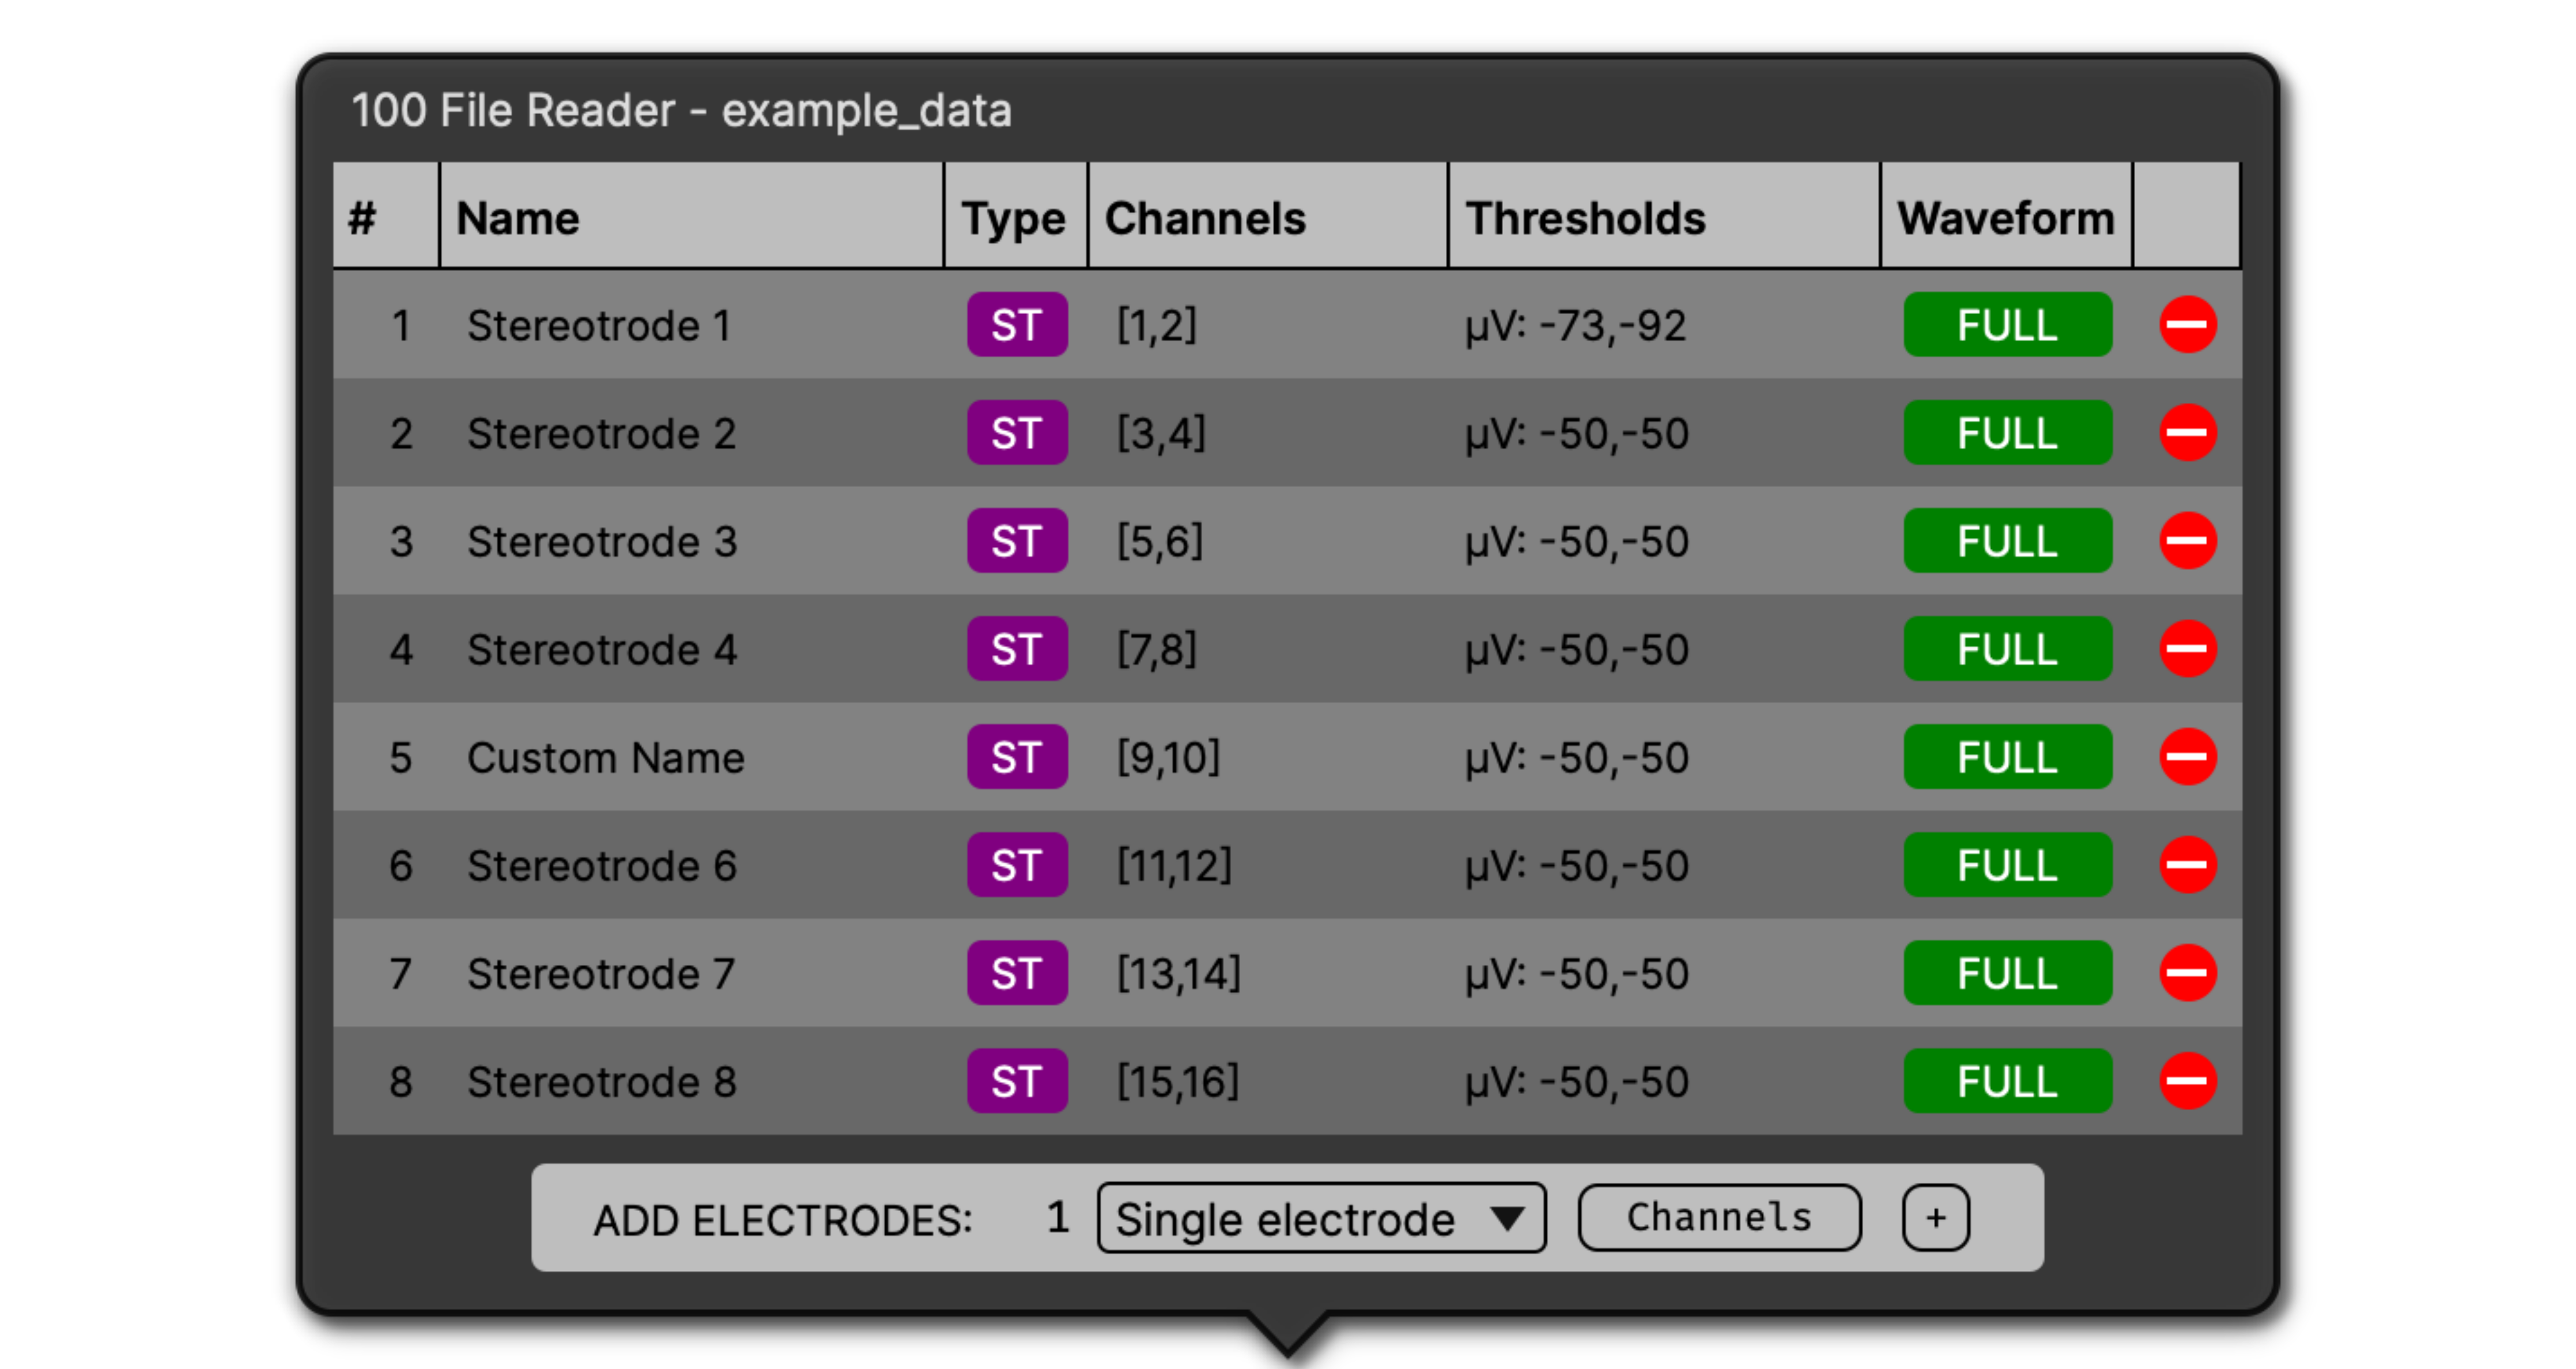 100 File Reader - example_data
# Name Type Channels Thresholds Waveform
1 Stereotrode 1 ST [1,2] µV: -73,-92 FULL
2 Stereotrode 2 ST [3,4] µV: -50,-50 FULL
3 Stereotrode 3 ST [5,6] µV: -50,-50 FULL
4 Stereotrode 4 ST [7,8] µV: -50,-50 FULL
5 Custom Name ST [9,10] µV: -50,-50 FULL
6 Stereotrode 6 ST [11,12] µV: -50,-50 FULL
7 Stereotrode 7 ST [13,14] µV: -50,-50 FULL
8 Stereotrode 8 ST [15,16] µV: -50,-50 FULL
ADD ELECTRODES: 1 Single electrode Channels +